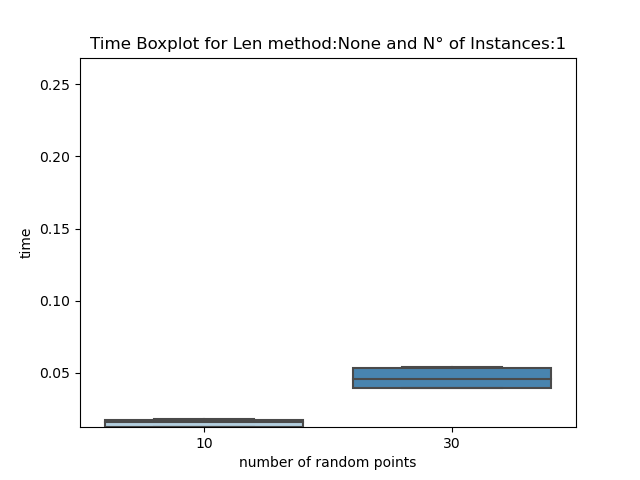 Time Boxplot for Len method:None and N° of Instances:1
0.25
0.20
0.15
0.10
0.05
time
10 30
number of random points